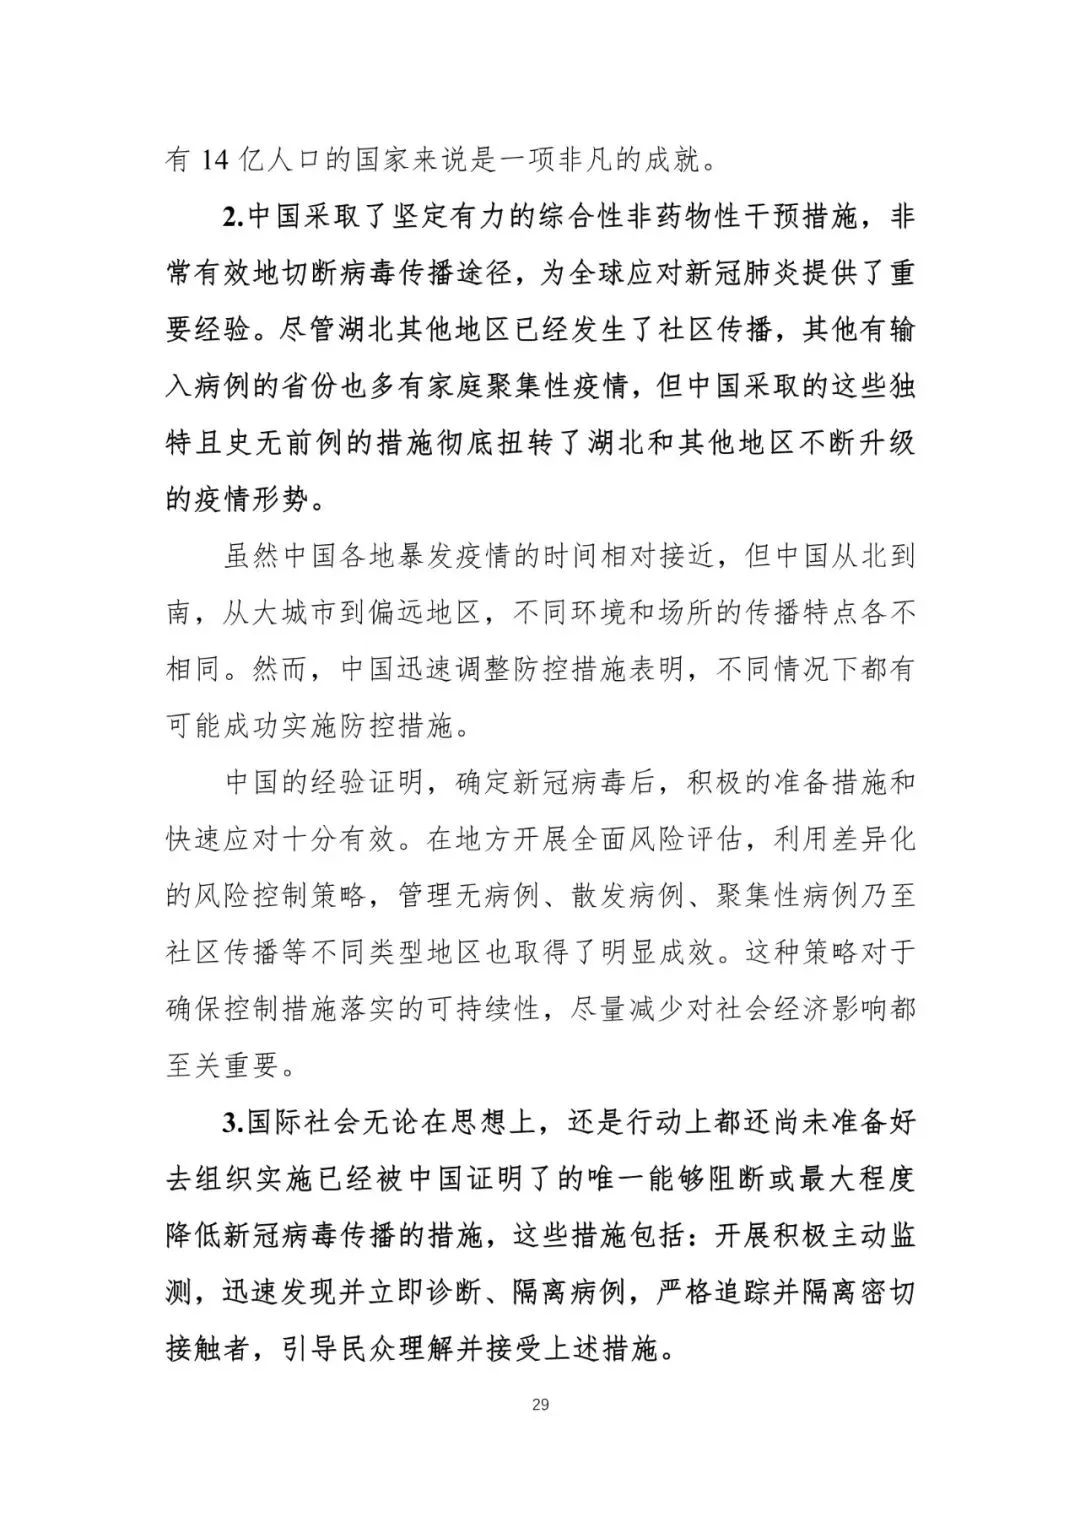 有 14 亿人口的国家来说是一项非凡的成就。
2.中国采取了坚定有力的综合性非药物性干预措施，非
常有效地切断病毒传播途径，为全球应对新冠肺炎提供了重
要经验。尽管湖北其他地区已经发生了社区传播，其他有输
入病例的省份也多有家庭聚集性疫情，但中国采取的这些独
特且史无前例的措施彻底扭转了湖北和其他地区不断升级
的疫情形势。
虽然中国各地暴发疫情的时间相对接近，但中国从北到
南，从大城市到偏远地区，不同环境和场所的传播特点各不
相同。然而，中国迅速调整防控措施表明，不同情况下都有
可能成功实施防控措施。
中国的经验证明，确定新冠病毒后，积极的准备措施和
快速应对十分有效。在地方开展全面风险评估，利用差异化
的风险控制策略，管理无病例、散发病例、聚集性病例乃至
社区传播等不同类型地区也取得了明显成效。这种策略对于
确保控制措施落实的可持续性，尽量减少对社会经济影响都
至关重要。
3.国际社会无论在思想上，还是行动上都还尚未准备好
去组织实施已经被中国证明了的唯一能够阻断或最大程度
降低新冠病毒传播的措施，这些措施包括：开展积极主动监
测，迅速发现并立即诊断、隔离病例，严格追踪并隔离密切
接触者，引导民众理解并接受上述措施。
29